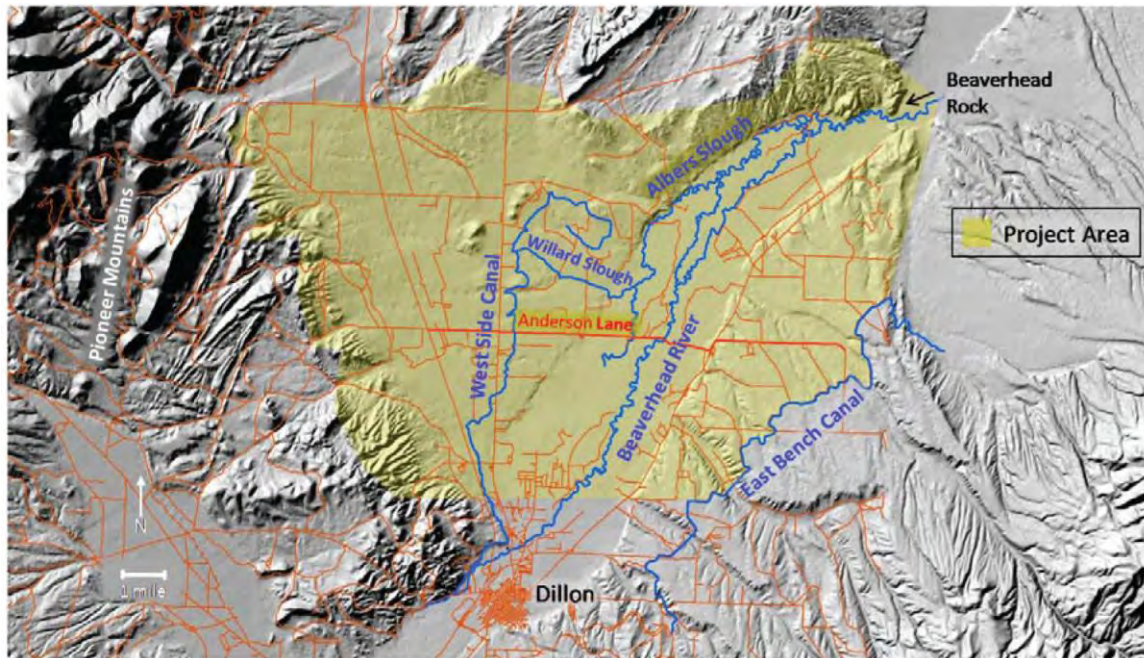 Beaverhead
Rock
Albers Slough
Project Area
Pioneer Mountains
Willard Slough
West Side Canal
Anderson Lane
Beaverhead River
East Bench Canal
N
1 mile
Dillon